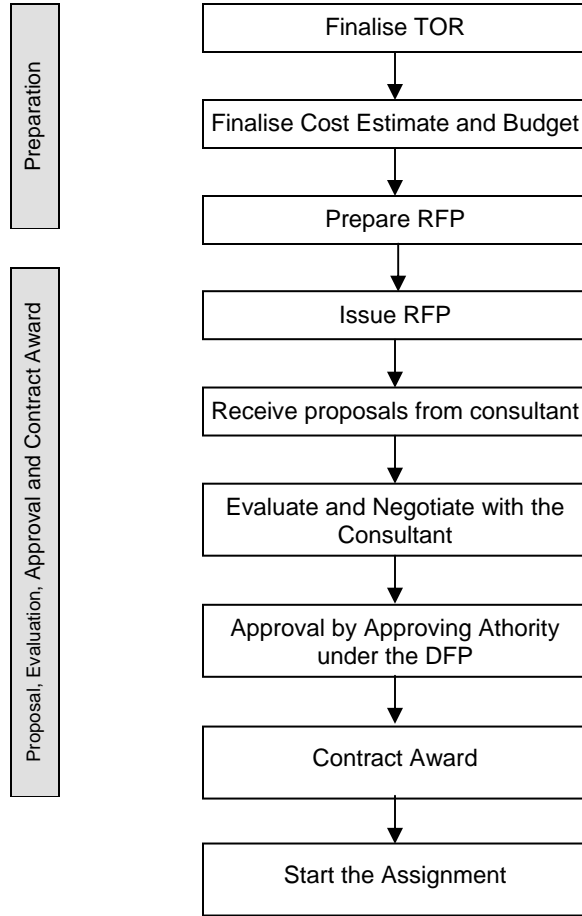 Preparation
Finalise TOR
Finalise Cost Estimate and Budget
Prepare RFP
Proposal, Evaluation, Approval and Contract Award
Issue RFP
Receive proposals from consultant
Evaluate and Negotiate with the
Consultant
Approval by Approving Athority
under the DFP
Contract Award
Start the Assignment